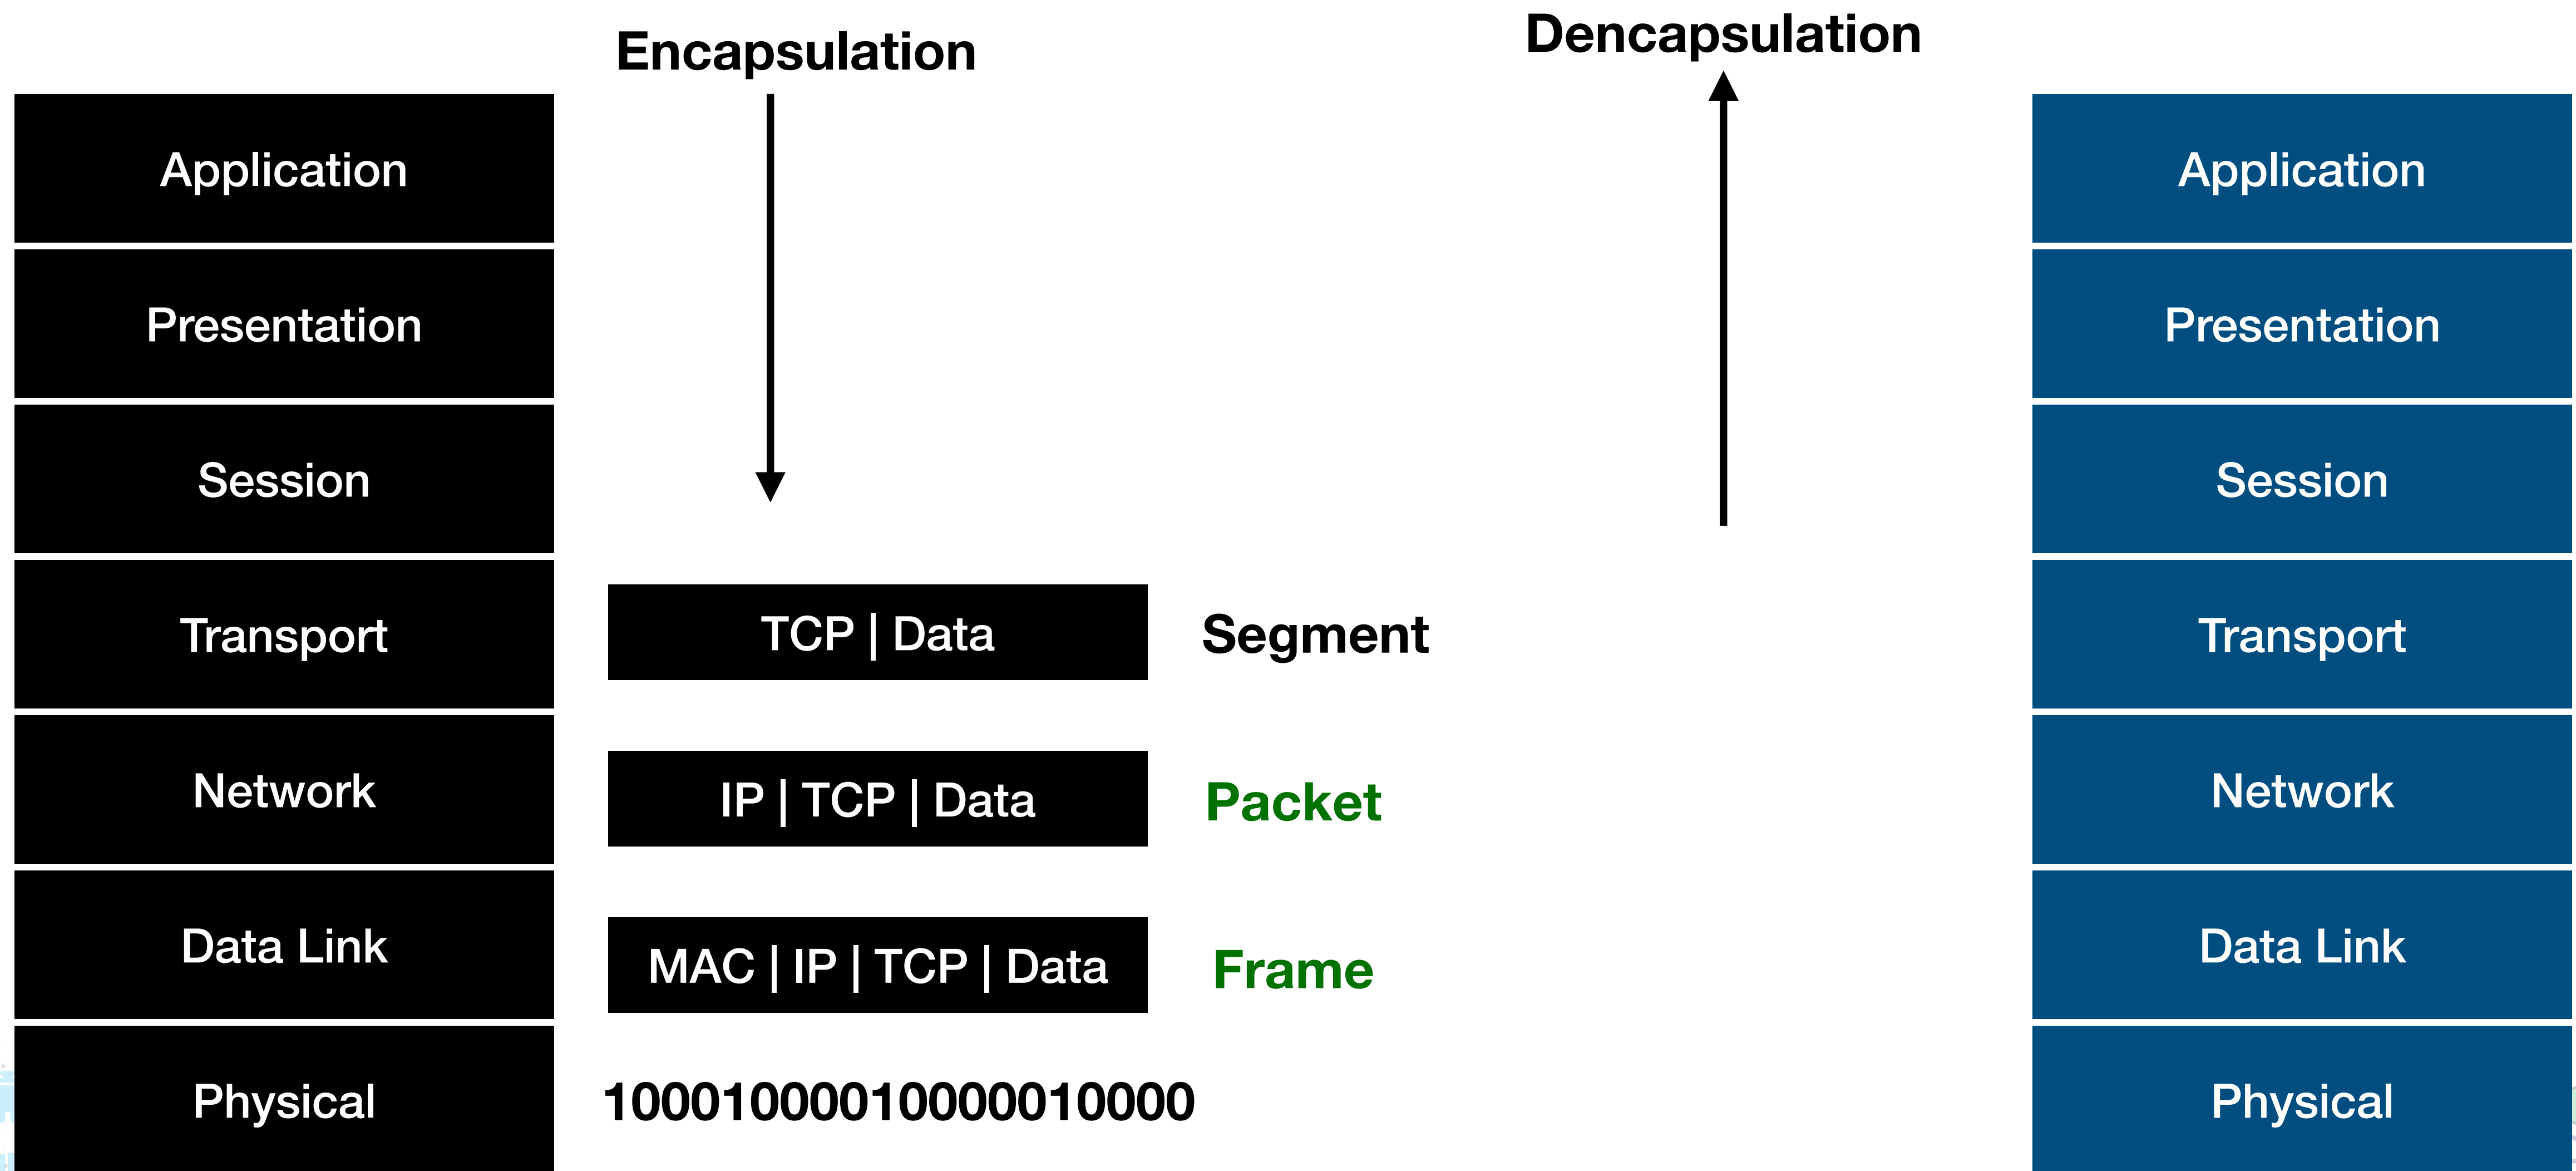 Encapsulation
Dencapsulation
Application
Application
Presentation
Presentation
Session
Session
Transport
TCP | Data
Segment
Transport
Network
IP | TCP | Data
Packet
Network
Data Link
MAC | IP | TCP | Data
Frame
Data Link
Physical
10001000010000010000
Physical